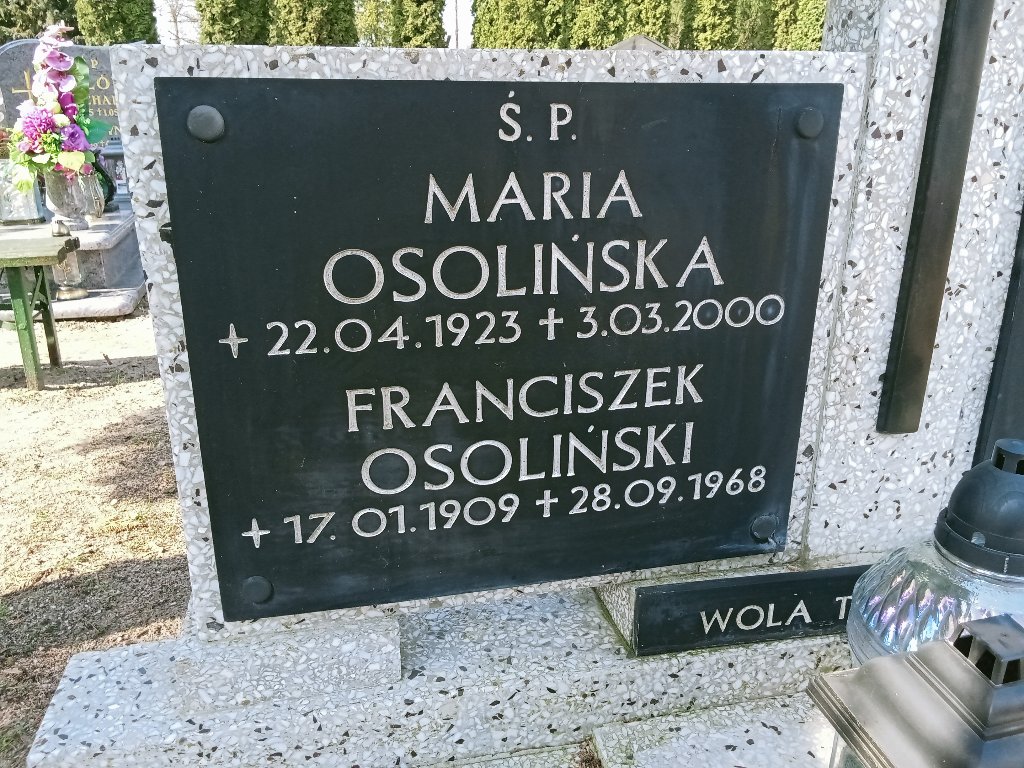 Ś. P.
MARIA
OSOLIŃSKA
+ 22.04.1923 + 3.03.2000
FRANCISZEK
OSOLIŃSKI
+ 17.01.1909 + 28.09.1968
WOLA